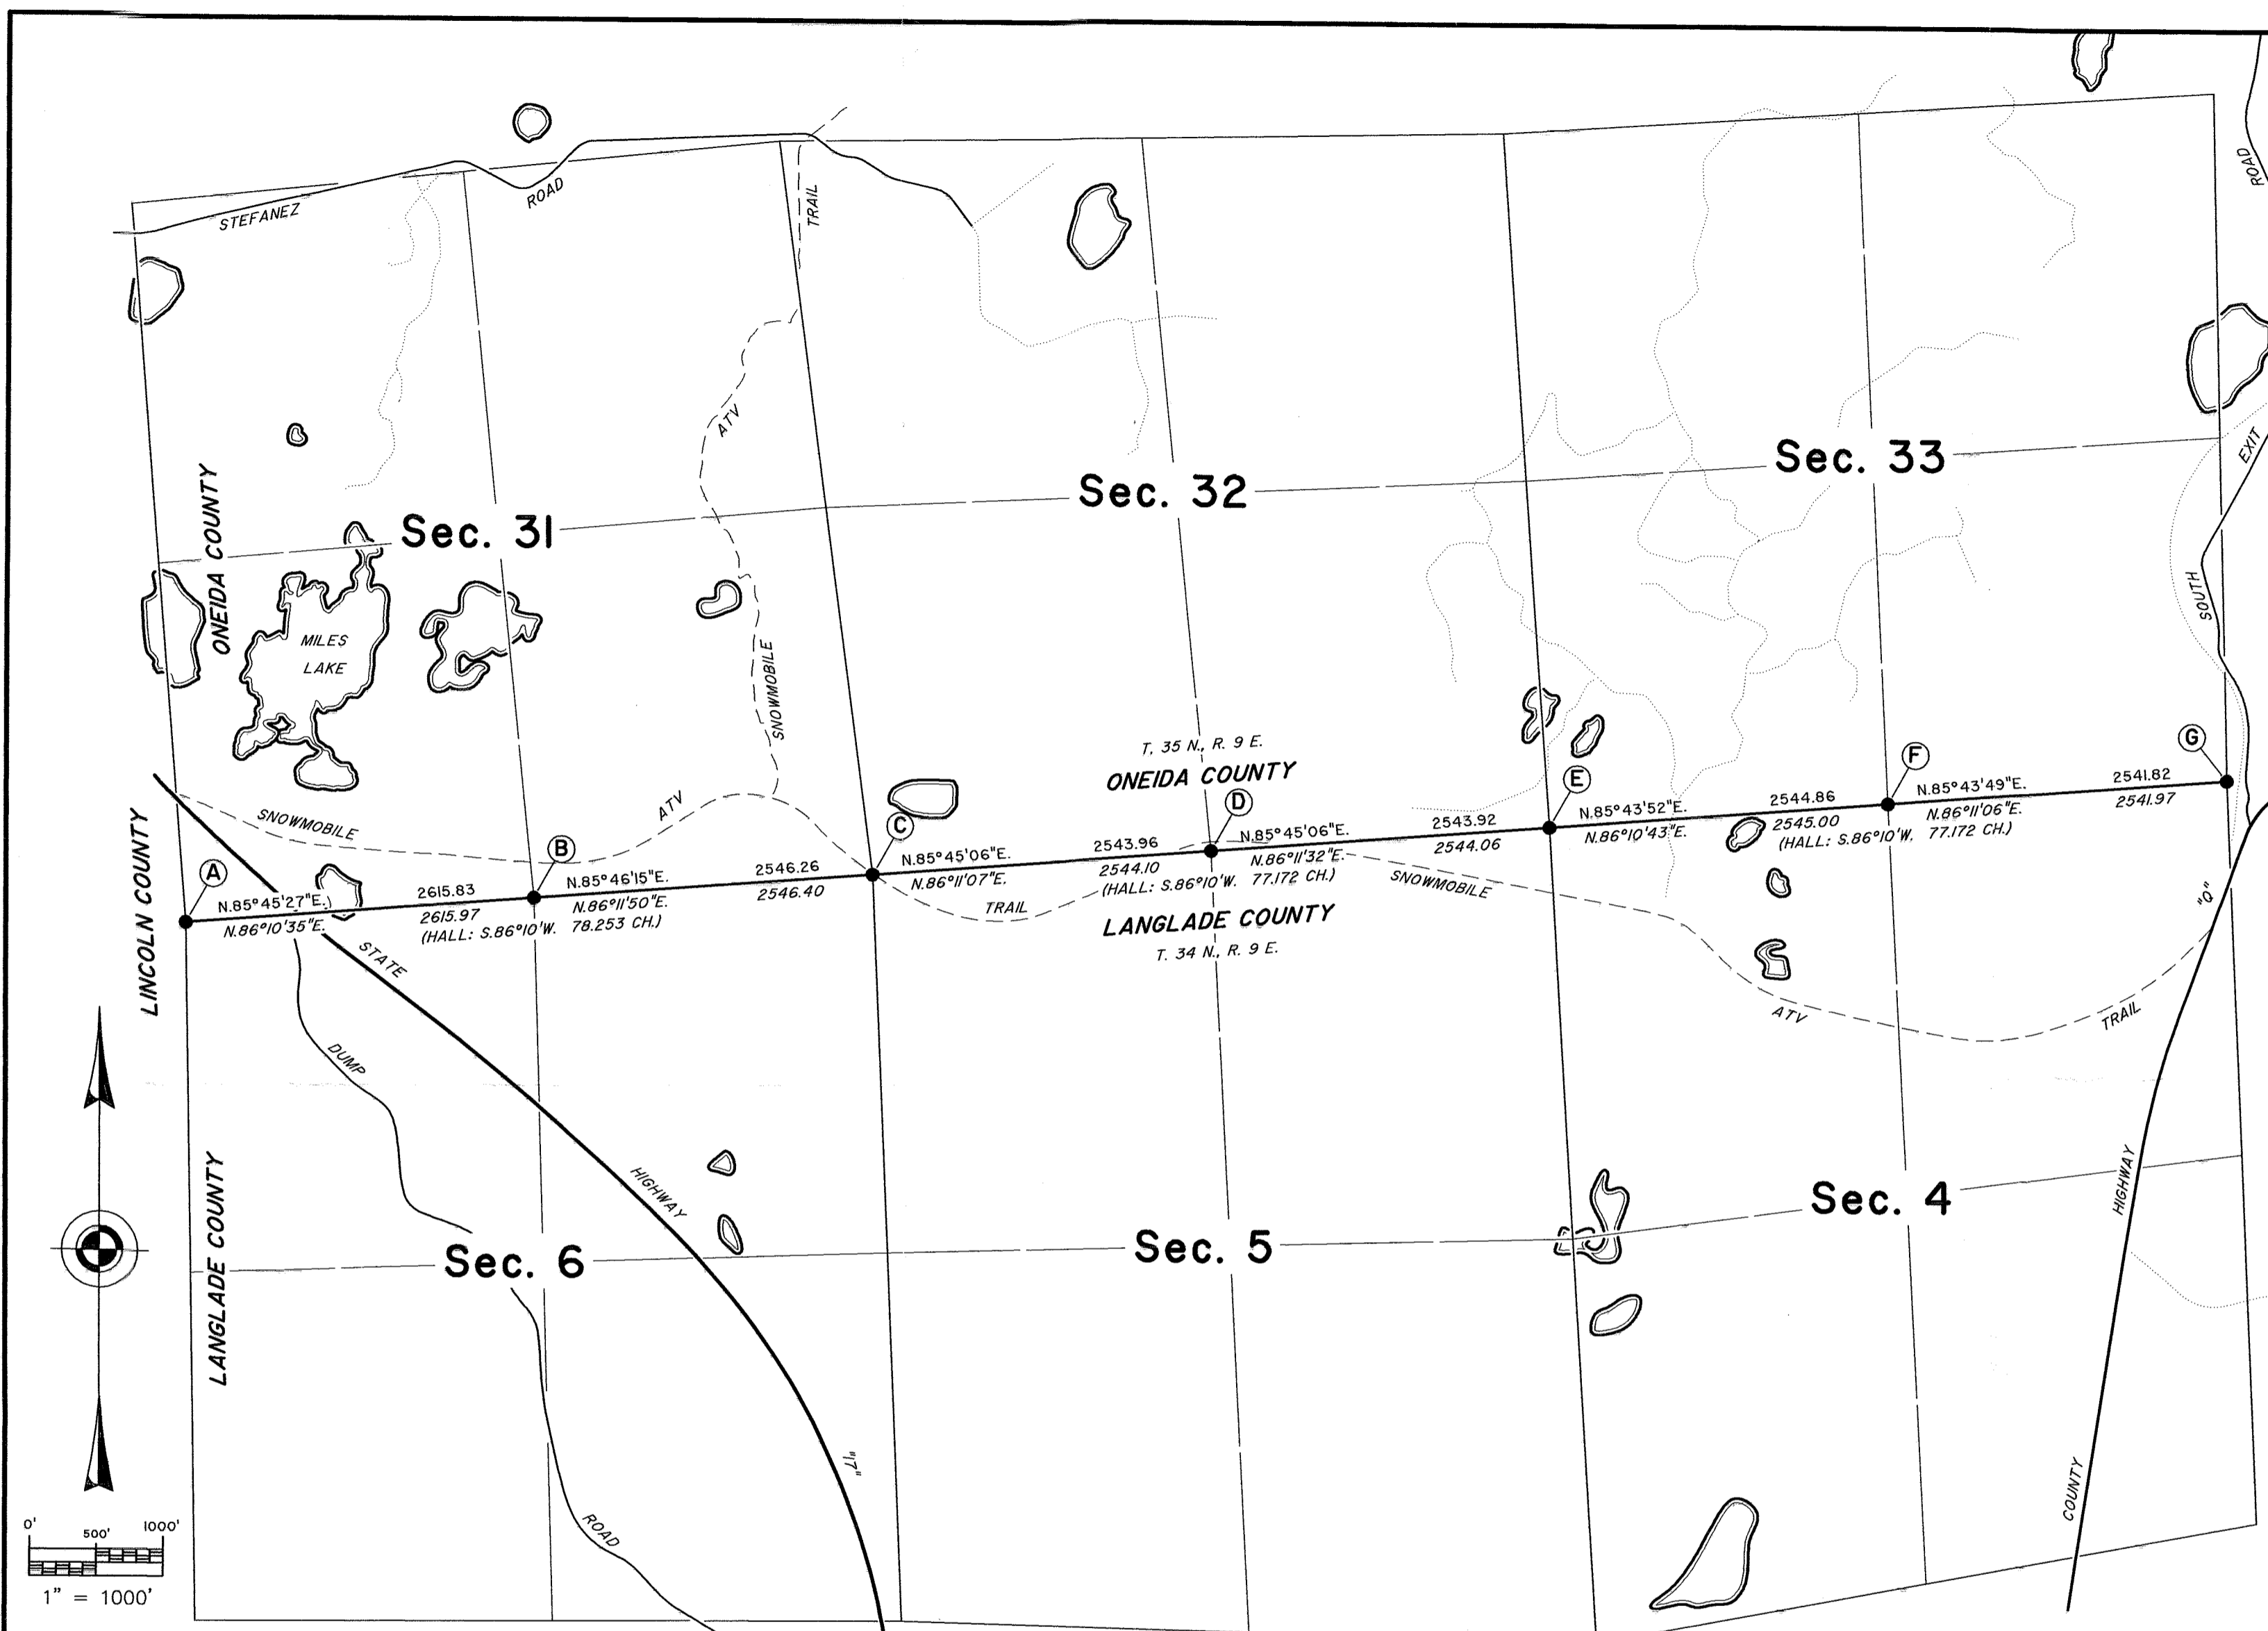 STEFANEZ
ROAD
TRAIL
ROAD
ATV
EXIT
Sec. 33
Sec. 32
Sec. 31
ONEIDA COUNTY
SOUTH
MILES
LAKE
SNOWMOBILE
T. 35 N., R. 9 E.
ONEIDA COUNTY
G
F
E
D
C
B
A
2541.82
N.85°43'49"E.
2541.97
N.86°11'06"E.
2544.86
N.85°43'52"E.
2545.00
N.86°10'43"E.
(HALL: S.86°10'W. 77.172 CH.)
2543.92
N.85°45'06"E.
2544.06
N.86°11'32"E.
2543.96
N.85°45'06"E.
2544.10
N.86°11'07"E.
(HALL: S.86°10'W. 77.172 CH.)
2546.26
N.85°46'15"E.
2546.40
N.86°11'50"E.
2615.83
N.85°45'27"E.
2615.97
N.86°10'35"E.
(HALL: S.86°10'W. 78.253 CH.)
SNOWMOBILE
ATV
TRAIL
SNOWMOBILE
ATV
TRAIL
LANGLADE COUNTY
T. 34 N., R. 9 E.
LINCOLN COUNTY
STATE
DUMP
HIGHWAY
"17"
ROAD
"Q"
HIGHWAY
COUNTY
LANGLADE COUNTY
Sec. 6
Sec. 5
Sec. 4
0'
500'
1000'
1" = 1000'